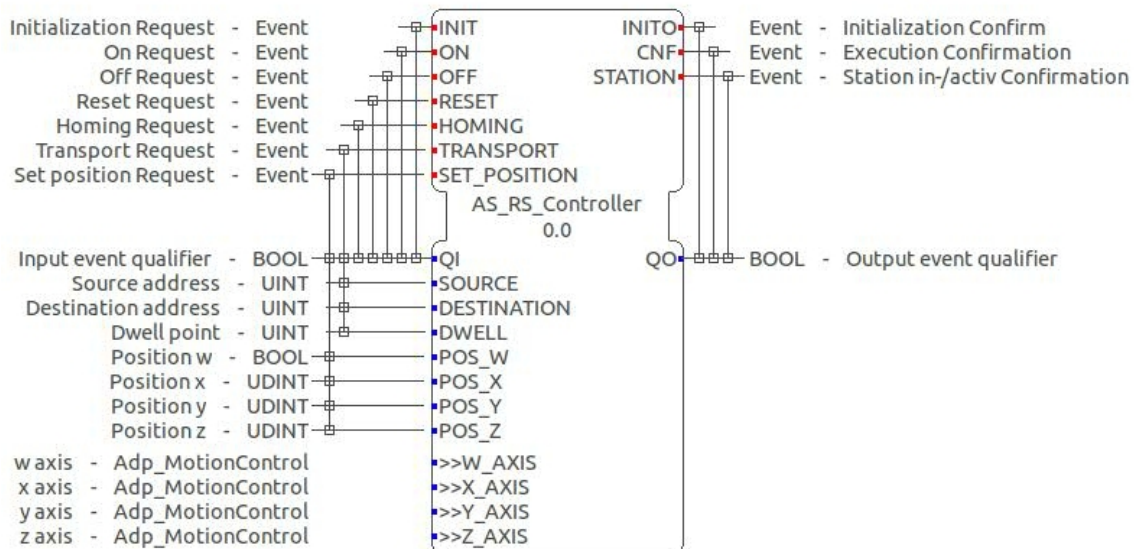 Initialization Request - Event INIT INITO Event - Initialization Confirm
On Request - Event ON CNF Event - Execution Confirmation
Off Request - Event OFF STATION Event - Station in-/activ Confirmation
Reset Request - Event RESET
Homing Request - Event HOMING
Transport Request - Event TRANSPORT
Set position Request - Event SET_POSITION
AS_RS_Controller
0.0
Input event qualifier - BOOL QI QO BOOL - Output event qualifier
Source address - UINT SOURCE
Destination address - UINT DESTINATION
Dwell point - UINT DWELL
Position w - BOOL POS_W
Position x - UDINT POS_X
Position y - UDINT POS_Y
Position z - UDINT POS_Z
w axis - Adp_MotionControl >>W_AXIS
x axis - Adp_MotionControl >>X_AXIS
y axis - Adp_MotionControl >>Y_AXIS
z axis - Adp_MotionControl >>Z_AXIS